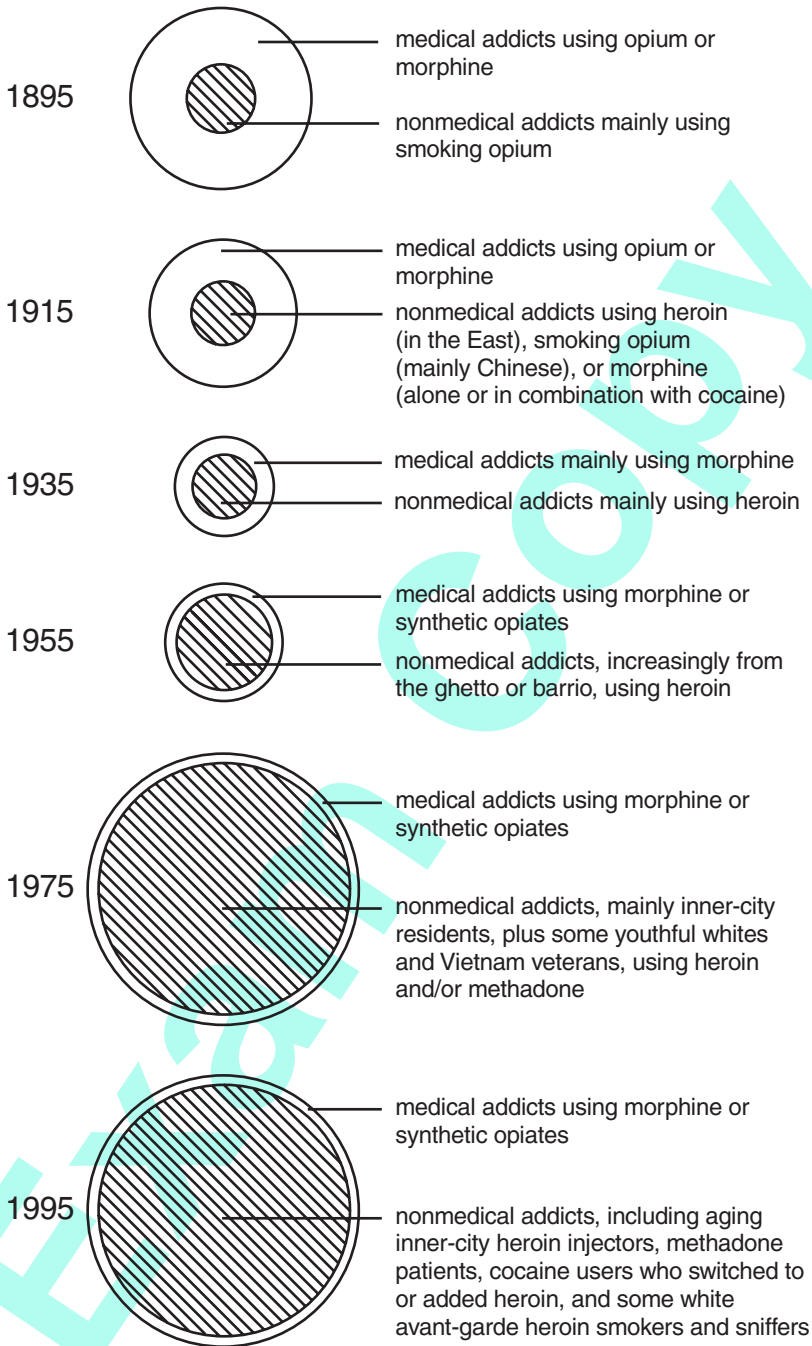 1895
medical addicts using opium or
morphine
nonmedical addicts mainly using
smoking opium
1915
medical addicts using opium or
morphine
nonmedical addicts using heroin
(in the East), smoking opium
(mainly Chinese), or morphine
(alone or in combination with cocaine)
1935
medical addicts mainly using morphine
nonmedical addicts mainly using heroin
1955
medical addicts using morphine or
synthetic opiates
nonmedical addicts, increasingly from
the ghetto or barrio, using heroin
1975
medical addicts using morphine or
synthetic opiates
nonmedical addicts, mainly inner-city
residents, plus some youthful whites
and Vietnam veterans, using heroin
and/or methadone
1995
medical addicts using morphine or
synthetic opiates
nonmedical addicts, including aging
inner-city heroin injectors, methadone
patients, cocaine users who switched to
or added heroin, and some white
avant-garde heroin smokers and sniffers
Exam Copy